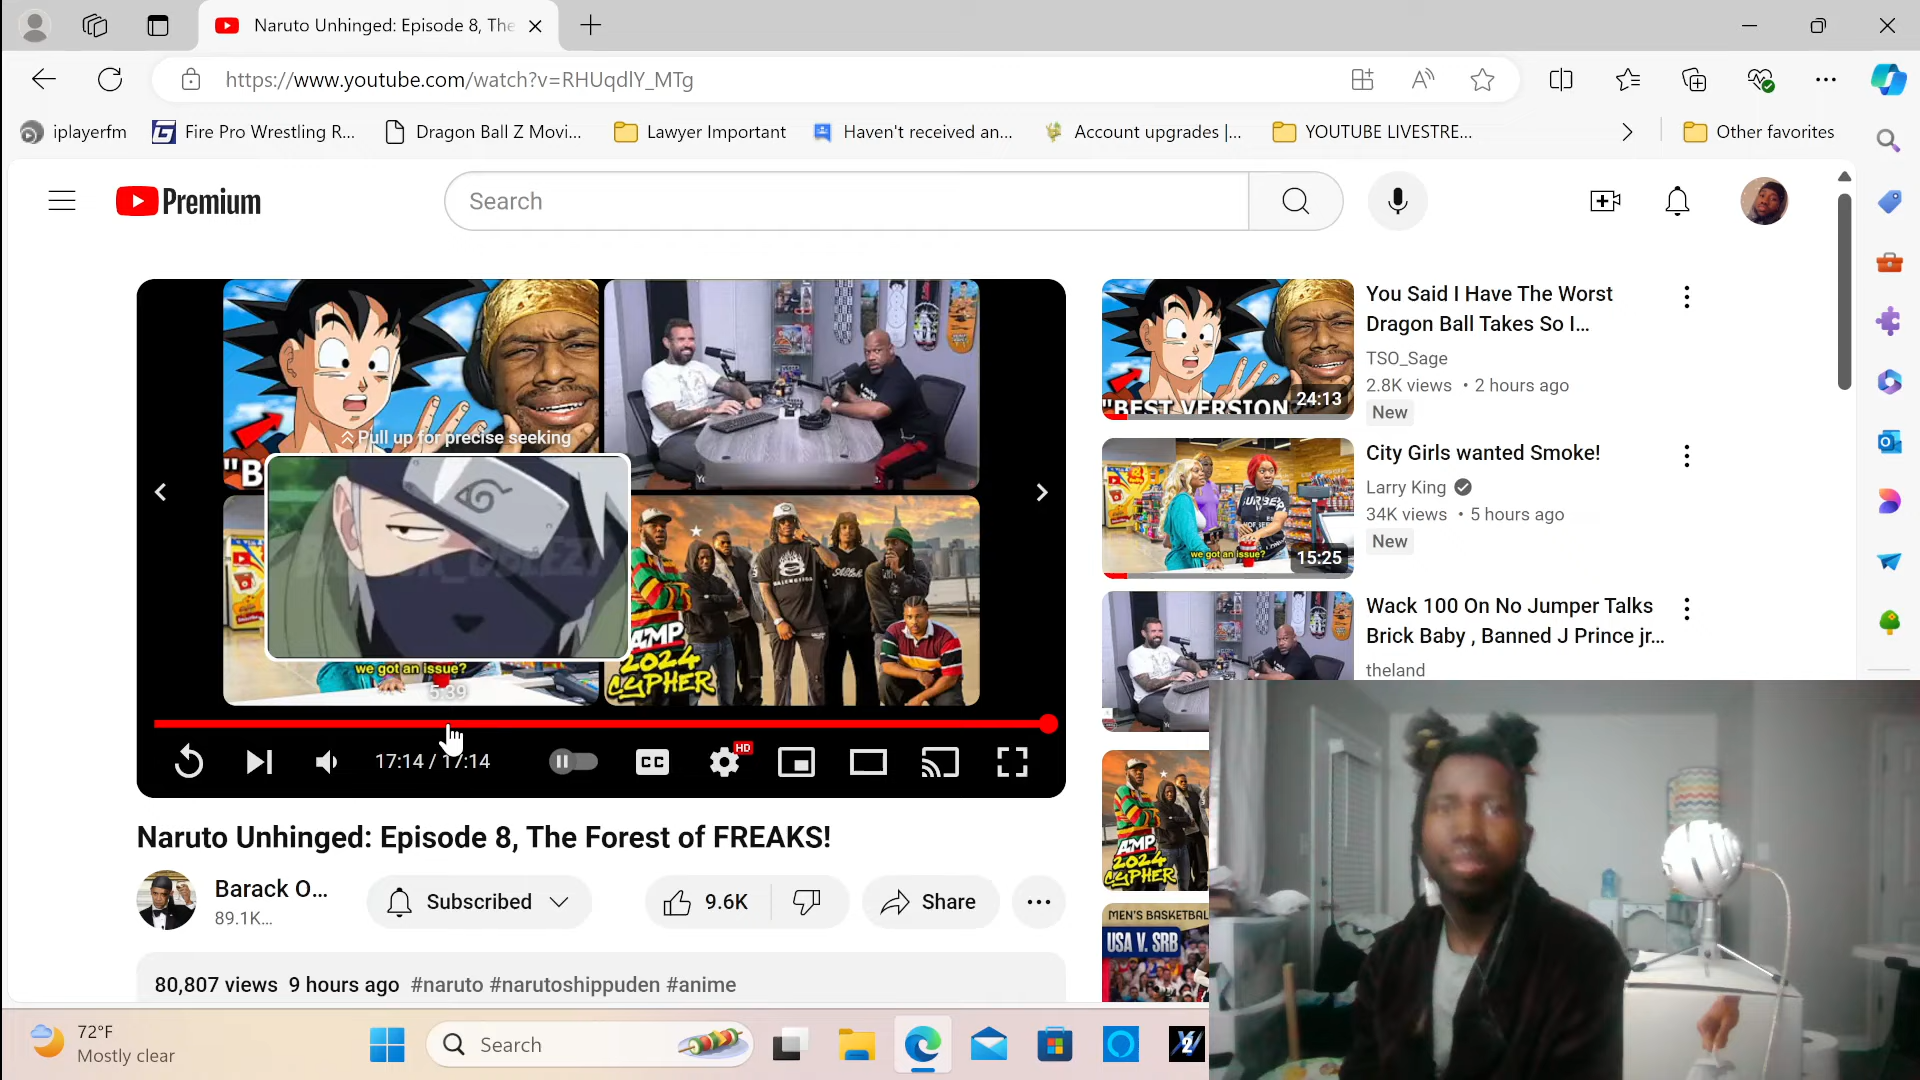 Naruto Unhinged: Episode 8, The
https://www.youtube.com/watch?v=RHUqdlY_MTg
iplayerfm
Fire Pro Wrestling R...
Dragon Ball Z Movi...
Lawyer Important
Haven't received an...
Account upgrades |...
YOUTUBE LIVESTRE...
Other favorites
Premium
Search
Pull up for precise seeking
"B
we got an issue?
5:39
AMP
2024
CYPHER
17:14 / 17:14
CC
HD
Naruto Unhinged: Episode 8, The Forest of FREAKS!
Barack O...
89.1K...
Subscribed
9.6K
Share
80,807 views 9 hours ago #naruto #narutoshippuden #anime
"BEST VERSION
24:13
You Said I Have The Worst
Dragon Ball Takes So I...
TSO_Sage
2.8K views • 2 hours ago
New
we got an issue?
15:25
City Girls wanted Smoke!
Larry King
34K views • 5 hours ago
New
Wack 100 On No Jumper Talks
Brick Baby , Banned J Prince jr...
theland
AMP
2024
CYPHER
MEN'S BASKETBAL
USA V. SRB
72°F
Mostly clear
Search